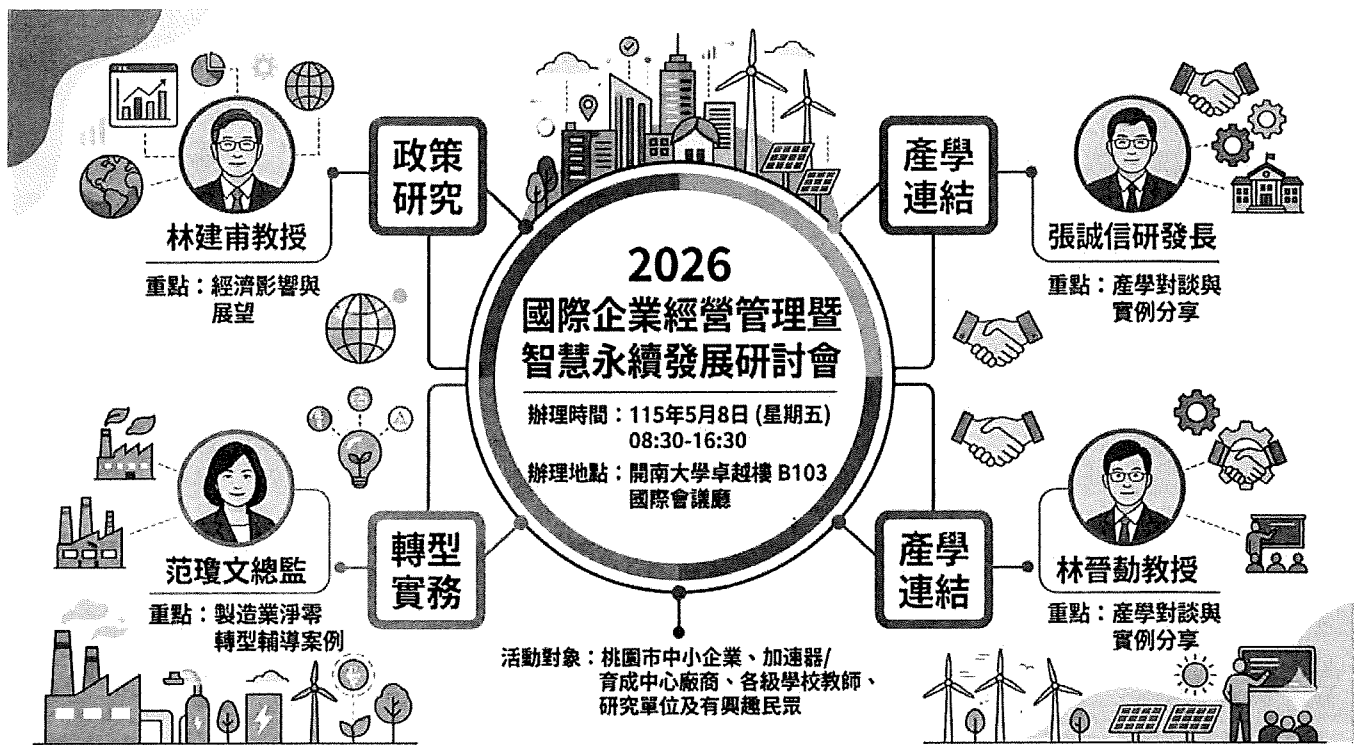 政策
研究
林建甫教授
重點：經濟影響與
展望
產學
連結
張誠信研發長
重點：產學對談與
實例分享
2026
國際企業經營管理暨
智慧永續發展研討會
辦理時間：115年5月8日 (星期五)
08:30-16:30
辦理地點：開南大學卓越樓 B103
國際會議廳
轉型
實務
范瓊文總監
重點：製造業淨零
轉型輔導案例
產學
連結
林晉勳教授
重點：產學對談與
實例分享
活動對象：桃園市中小企業、加速器/
育成中心廠商、各級學校教師、
研究單位及有興趣民眾